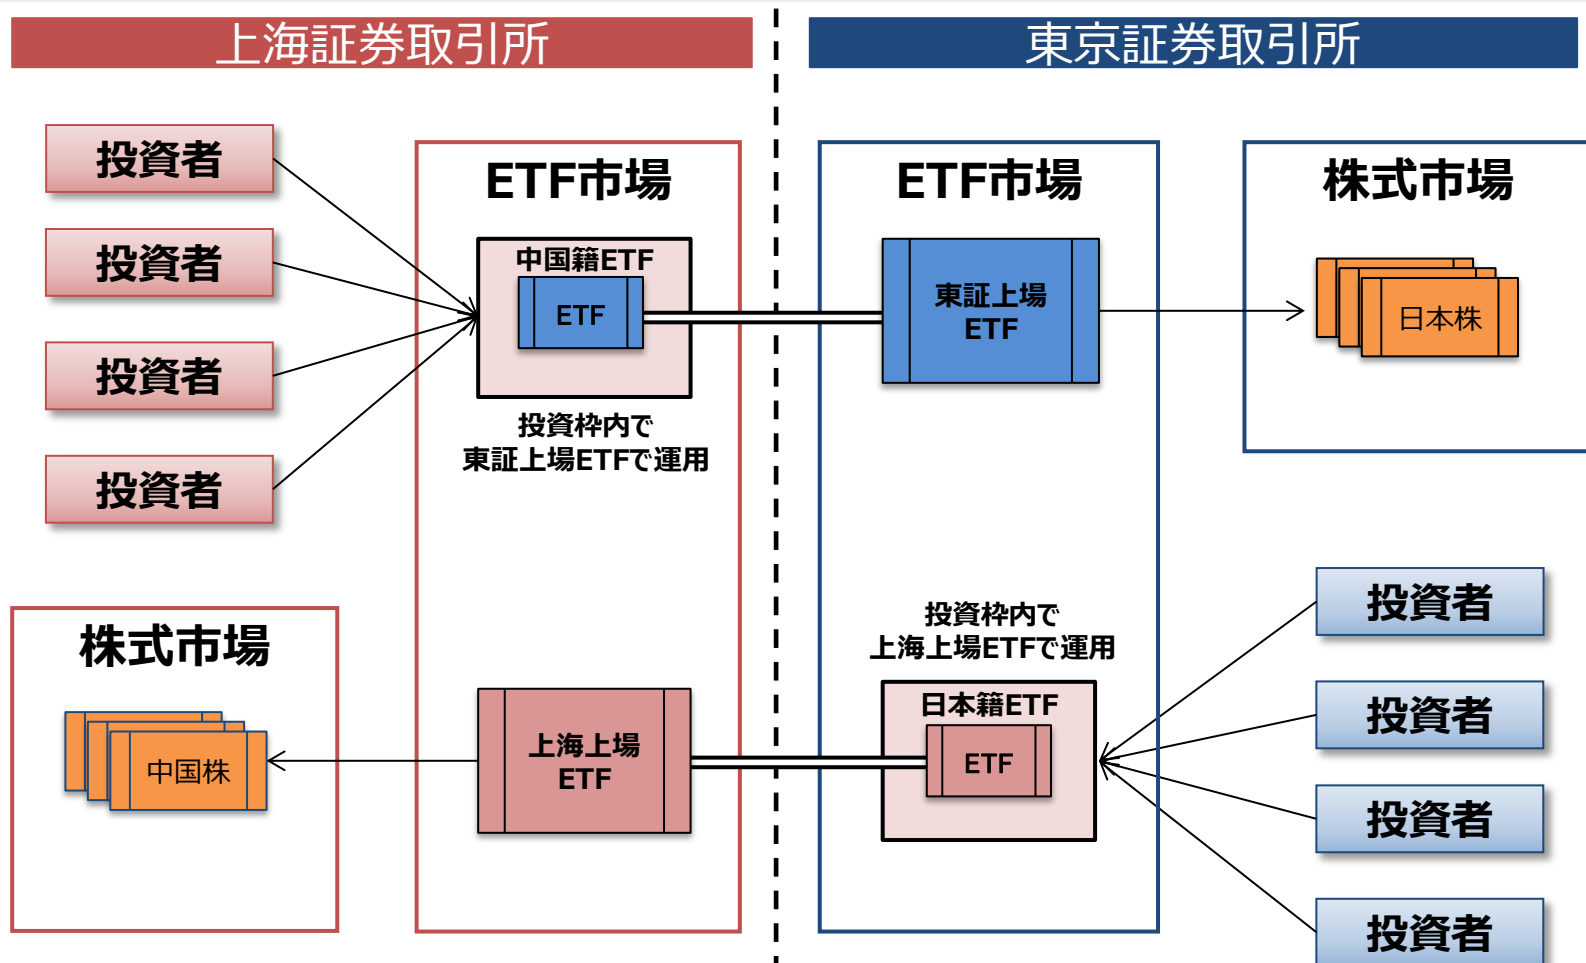 上海証券取引所
東京証券取引所
投資者
投資者
投資者
投資者
ETF市場
中国籍ETF
ETF
投資枠内で
東証上場ETFで運用
ETF市場
東証上場
ETF
株式市場
日本株
株式市場
中国株
上海上場
ETF
投資枠内で
上海上場ETFで運用
日本籍ETF
ETF
投資者
投資者
投資者
投資者